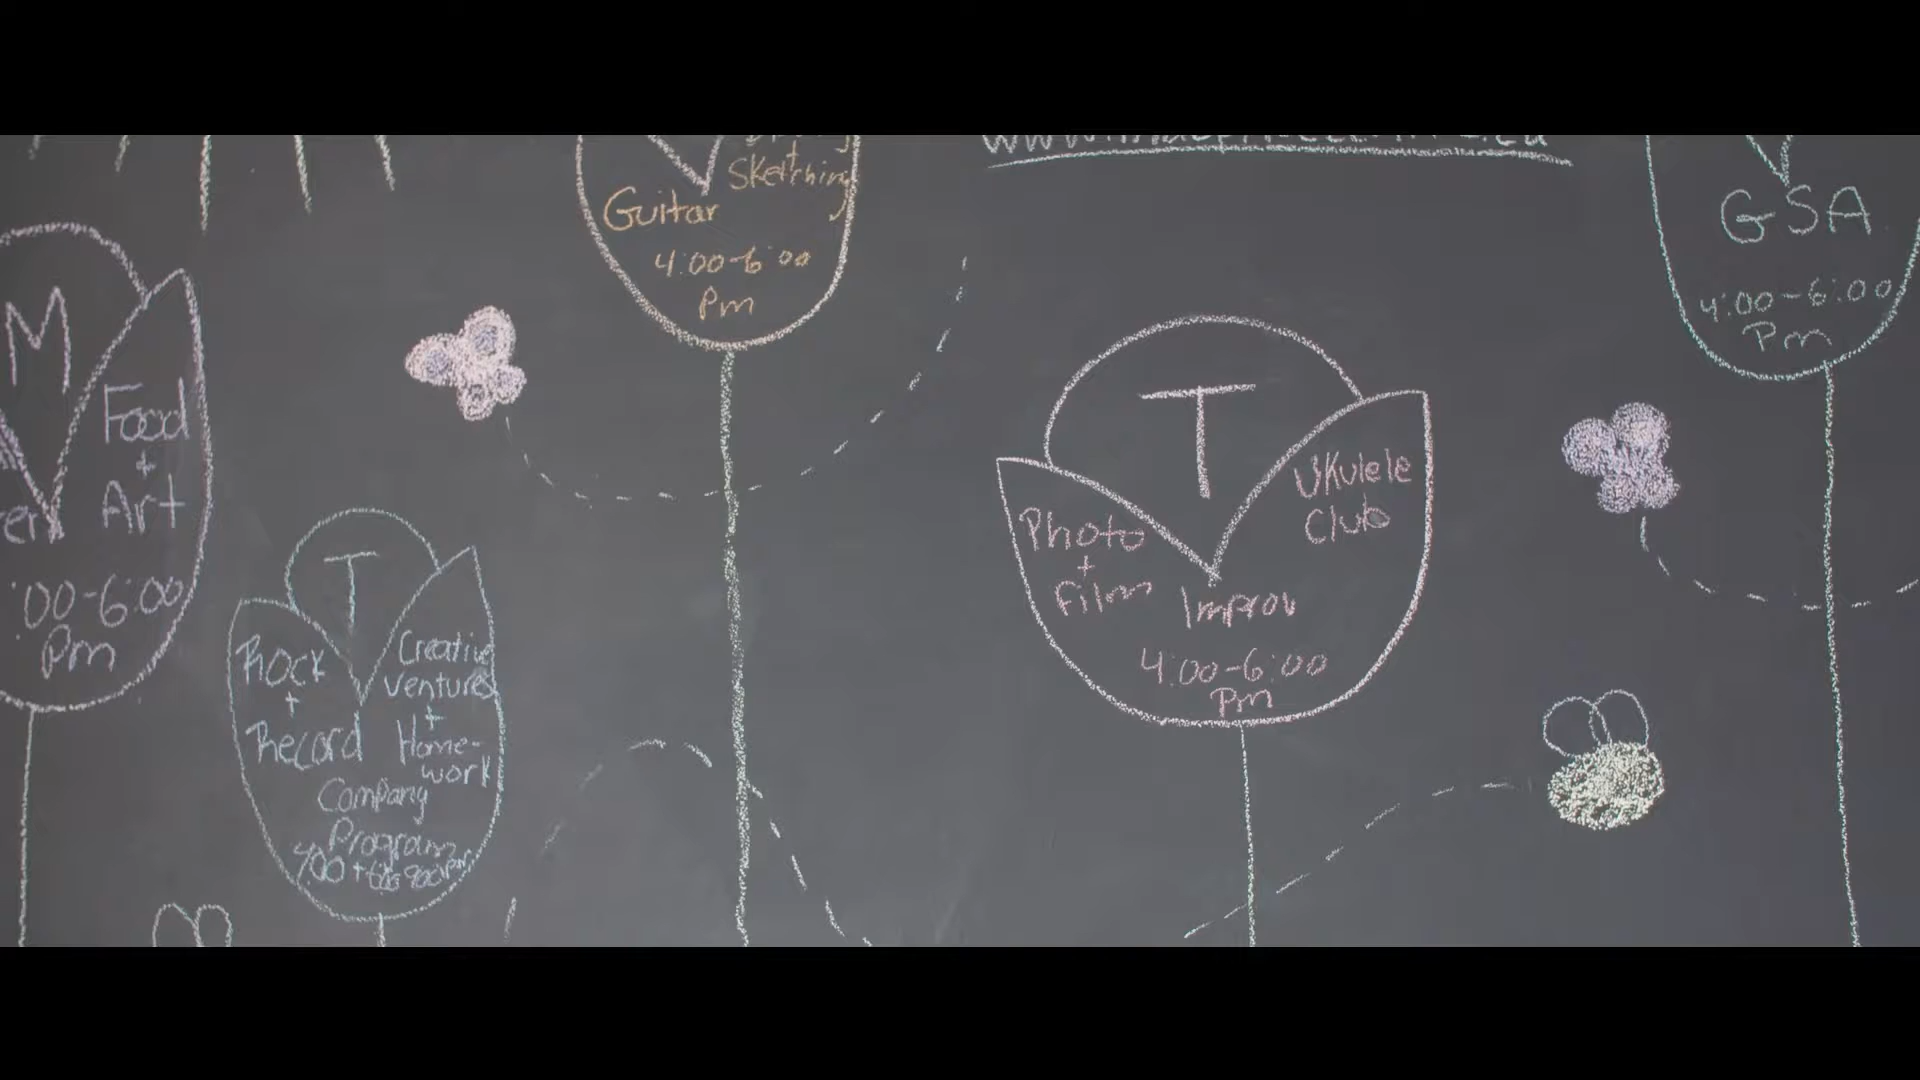 M
Food
+
Art
:00-6:00
Pm
T
Rock
+
Record
Creative
ventures
+
Home-
work
Company
Program
Sketching
Guitar
4:00-6:00
Pm
T
Photo
+
Film
Ukulele
Club
Improv
4:00-6:00
Pm
GSA
4:00-6:00
Pm